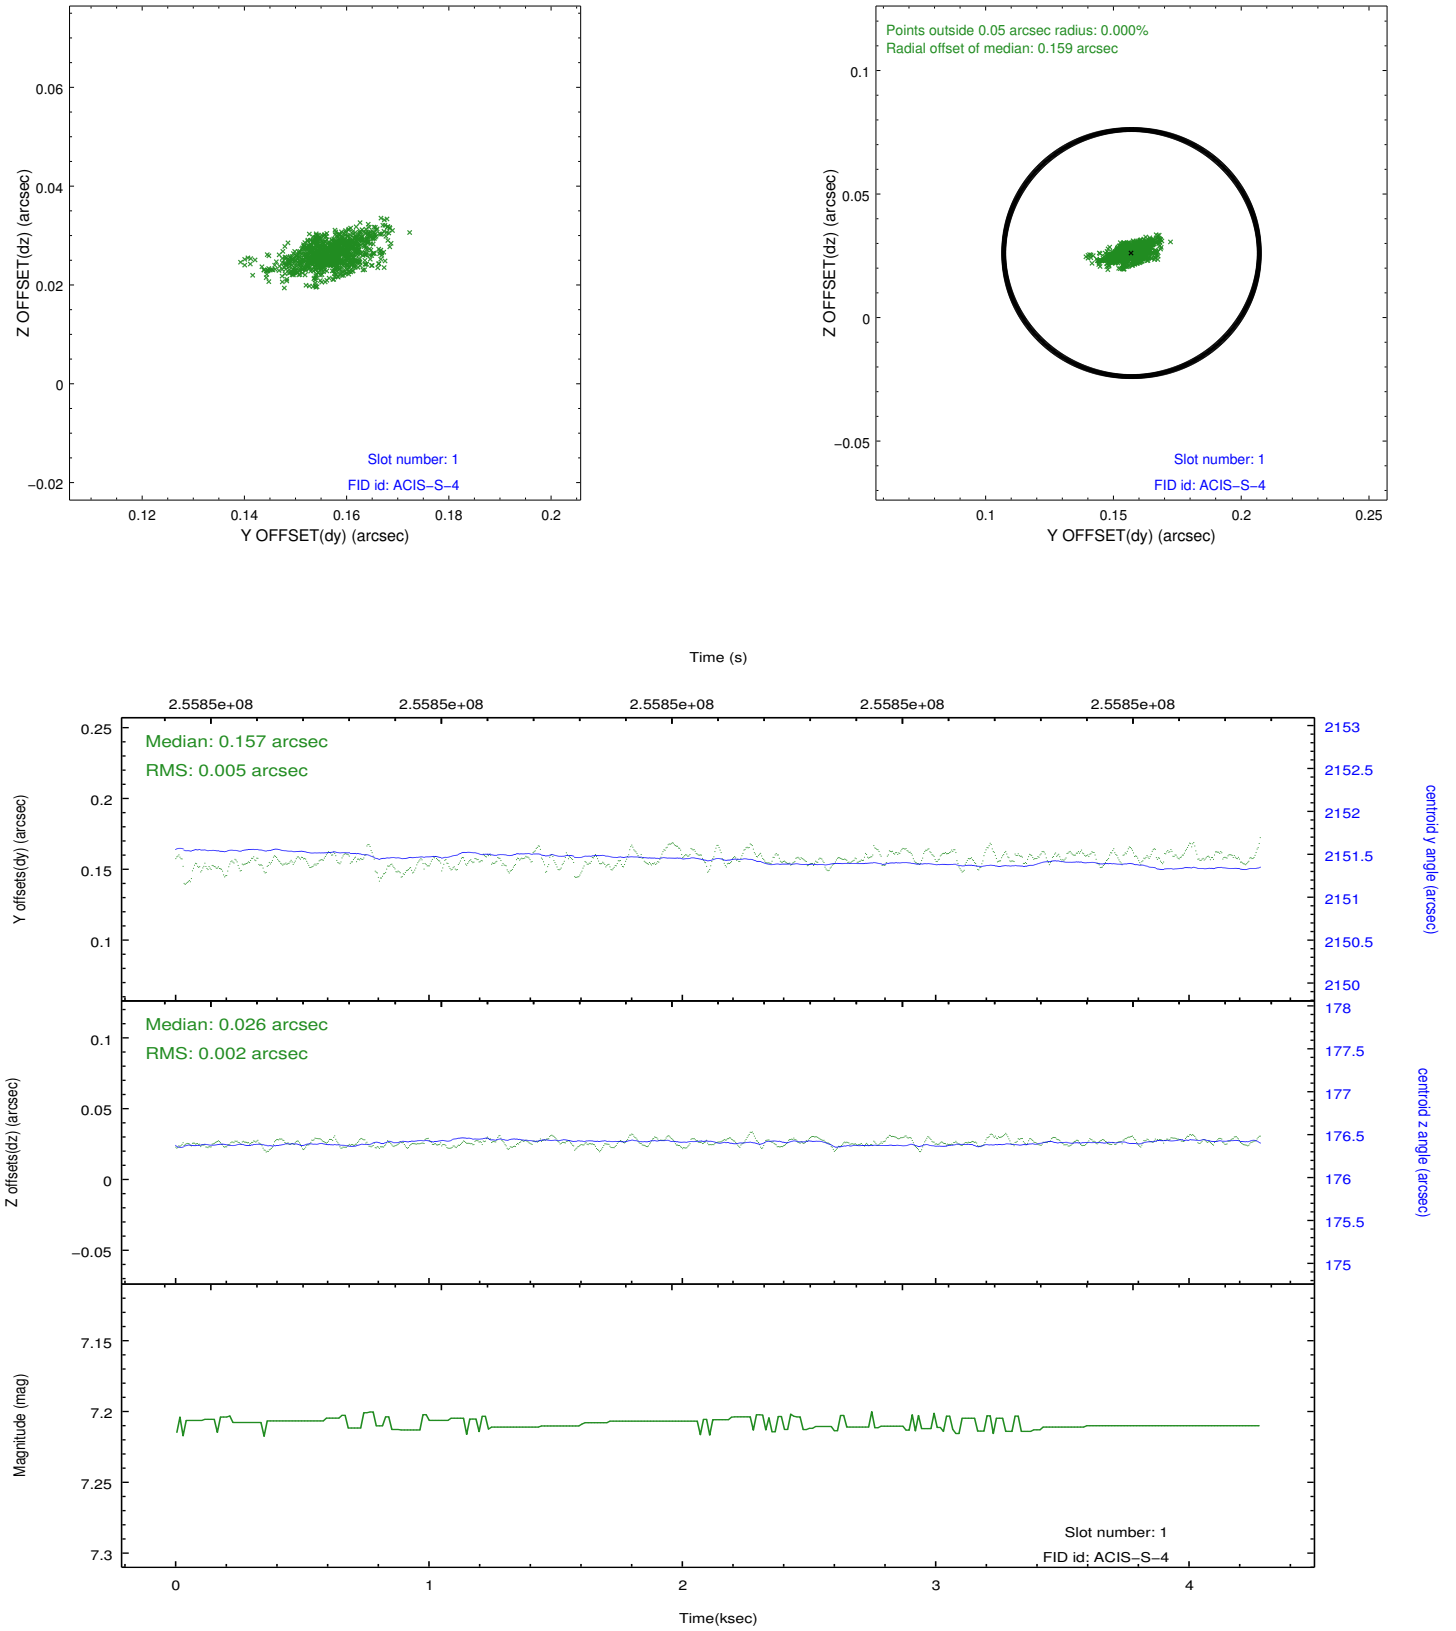 0.06
0.04
0.02
0
−0.02
Z OFFSET(dz) (arcsec)
Slot number: 1
FID id: ACIS−S−4
0.12
0.14
0.16
0.18
0.2
Y OFFSET(dy) (arcsec)
Points outside 0.05 arcsec radius: 0.000%
Radial offset of median: 0.159 arcsec
0.1
0.05
0
−0.05
Z OFFSET(dz) (arcsec)
Slot number: 1
FID id: ACIS−S−4
0.1
0.15
0.2
0.25
Y OFFSET(dy) (arcsec)
Time (s)
2.5585e+08
2.5585e+08
2.5585e+08
2.5585e+08
2.5585e+08
Median: 0.157 arcsec
RMS: 0.005 arcsec
0.25
0.2
0.15
0.1
Y offsets(dy) (arcsec)
2153
2152.5
2152
2151.5
2151
2150.5
2150
centroid y angle (arcsec)
Median: 0.026 arcsec
RMS: 0.002 arcsec
0.1
0.05
0
−0.05
Z offsets(dz) (arcsec)
178
177.5
177
176.5
176
175.5
175
centroid z angle (arcsec)
7.15
7.2
7.25
7.3
Magnitude (mag)
Slot number: 1
FID id: ACIS−S−4
0
1
2
3
4
Time(ksec)